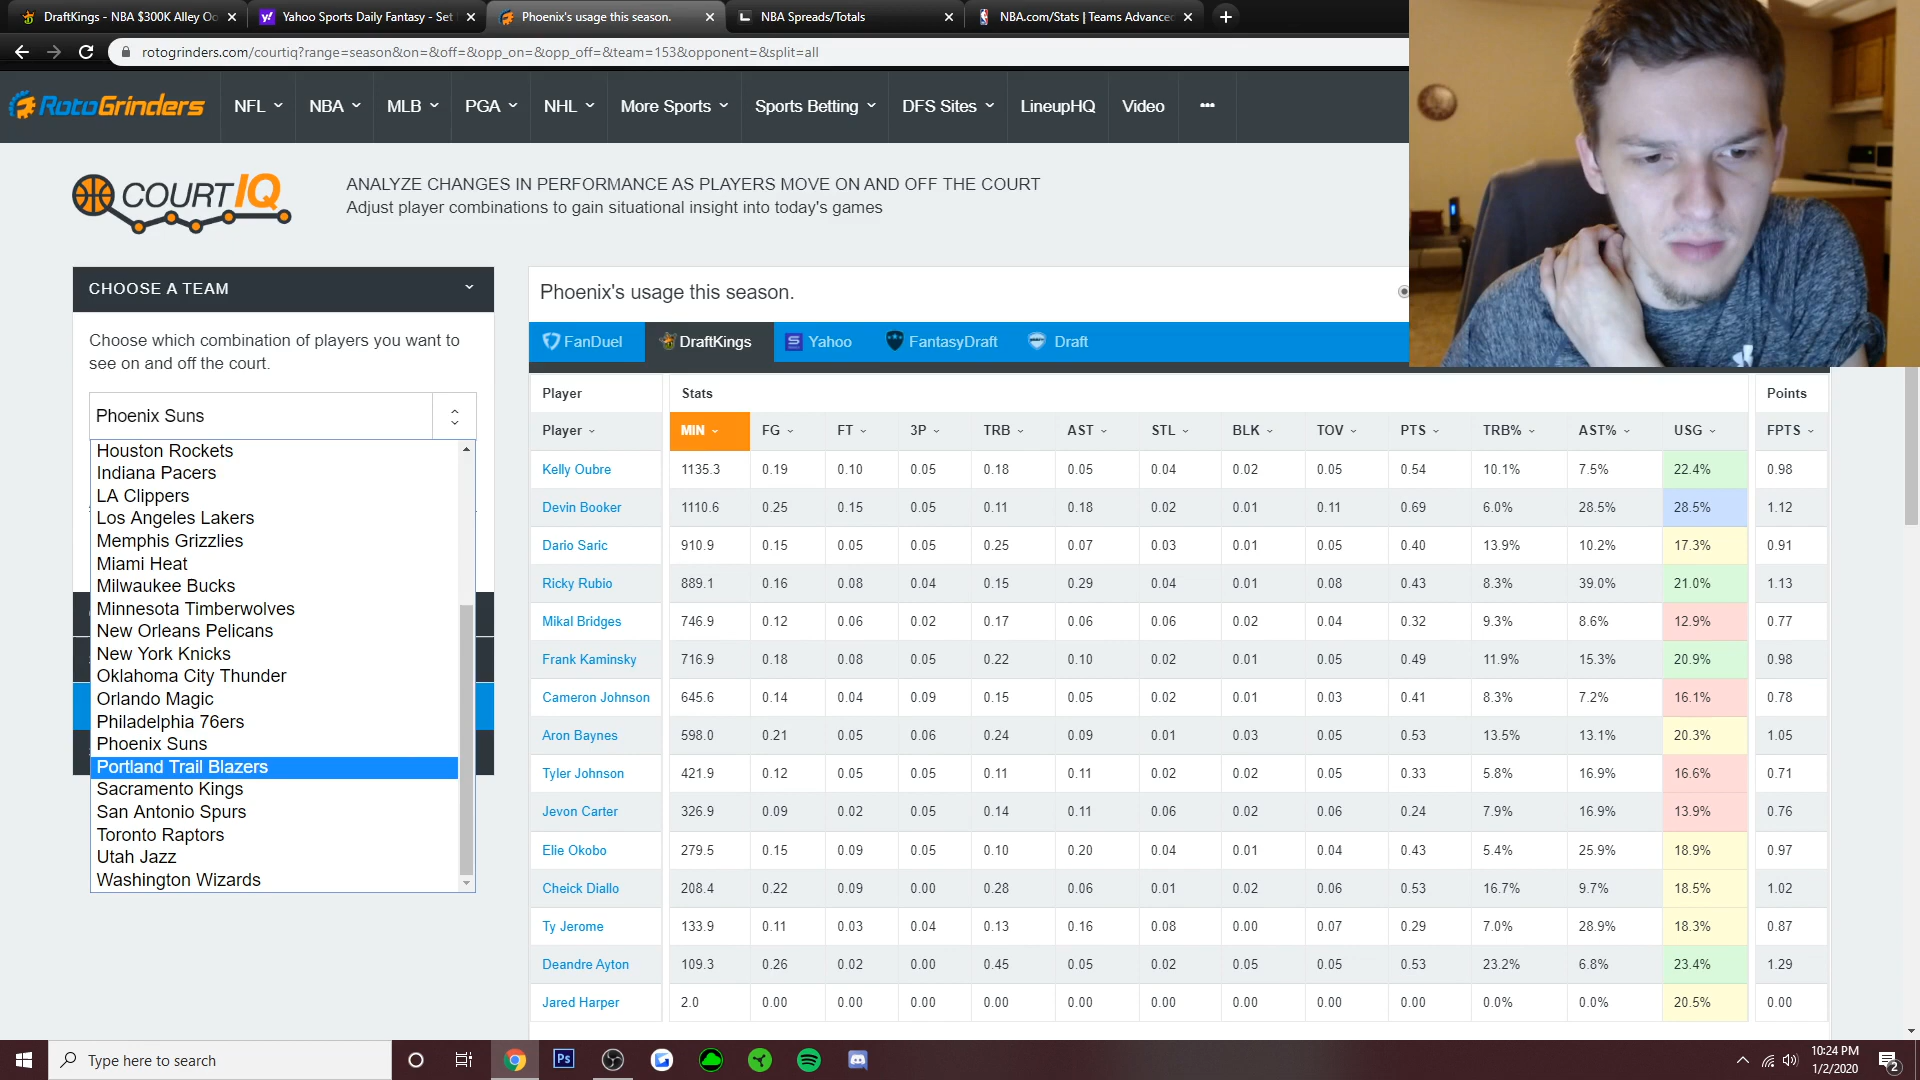 DraftKings - NBA $300K Alley Oo
Yahoo Sports Daily Fantasy - Set
Phoenix's usage this season.
NBA Spreads/Totals
NBA.com/Stats | Teams Advanced
rotogrinders.com/courtiq?range=season&on=&off=&opp_on=&opp_off=&team=153&opponent=&split=all
RotoGrinders NFL NBA MLB PGA NHL More Sports Sports Betting DFS Sites LineupHQ Video
COURTIQ
ANALYZE CHANGES IN PERFORMANCE AS PLAYERS MOVE ON AND OFF THE COURT
Adjust player combinations to gain situational insight into today's games
CHOOSE A TEAM
Choose which combination of players you want to
see on and off the court.
Phoenix Suns
Houston Rockets
Indiana Pacers
LA Clippers
Los Angeles Lakers
Memphis Grizzlies
Miami Heat
Milwaukee Bucks
Minnesota Timberwolves
New Orleans Pelicans
New York Knicks
Oklahoma City Thunder
Orlando Magic
Philadelphia 76ers
Phoenix Suns
Portland Trail Blazers
Sacramento Kings
San Antonio Spurs
Toronto Raptors
Utah Jazz
Washington Wizards
Phoenix's usage this season.
FanDuel DraftKings Yahoo FantasyDraft Draft
Player Stats Points
Player MIN FG FT 3P TRB AST STL BLK TOV PTS TRB% AST% USG FPTS
Kelly Oubre 1135.3 0.19 0.10 0.05 0.18 0.05 0.04 0.02 0.05 0.54 10.1% 7.5% 22.4% 0.98
Devin Booker 1110.6 0.25 0.15 0.05 0.11 0.18 0.02 0.01 0.11 0.69 6.0% 28.5% 28.5% 1.12
Dario Saric 910.9 0.15 0.05 0.05 0.25 0.07 0.03 0.01 0.05 0.40 13.9% 10.2% 17.3% 0.91
Ricky Rubio 889.1 0.16 0.08 0.04 0.15 0.29 0.04 0.01 0.08 0.43 8.3% 39.0% 21.0% 1.13
Mikal Bridges 746.9 0.12 0.06 0.02 0.17 0.06 0.06 0.02 0.04 0.32 9.3% 8.6% 12.9% 0.77
Frank Kaminsky 716.9 0.18 0.08 0.05 0.22 0.10 0.02 0.01 0.05 0.49 11.9% 15.3% 20.9% 0.98
Cameron Johnson 645.6 0.14 0.04 0.09 0.15 0.05 0.02 0.01 0.03 0.41 8.3% 7.2% 16.1% 0.78
Aron Baynes 598.0 0.21 0.05 0.06 0.24 0.09 0.01 0.03 0.05 0.53 13.5% 13.1% 20.3% 1.05
Tyler Johnson 421.9 0.12 0.05 0.05 0.11 0.11 0.02 0.02 0.05 0.33 5.8% 16.9% 16.6% 0.71
Jevon Carter 326.9 0.09 0.02 0.05 0.14 0.11 0.06 0.02 0.06 0.24 7.9% 16.9% 13.9% 0.76
Elie Okobo 279.5 0.15 0.09 0.05 0.10 0.20 0.04 0.01 0.04 0.43 5.4% 25.9% 18.9% 0.97
Cheick Diallo 208.4 0.22 0.09 0.00 0.28 0.06 0.01 0.02 0.06 0.53 16.7% 9.7% 18.5% 1.02
Ty Jerome 133.9 0.11 0.03 0.04 0.13 0.16 0.08 0.00 0.07 0.29 7.0% 28.9% 18.3% 0.87
Deandre Ayton 109.3 0.26 0.02 0.00 0.45 0.05 0.02 0.05 0.05 0.53 23.2% 6.8% 23.4% 1.29
Jared Harper 2.0 0.00 0.00 0.00 0.00 0.00 0.00 0.00 0.00 0.00 0.0% 0.0% 20.5% 0.00
Type here to search
Ps
10:24 PM
1/2/2020
2